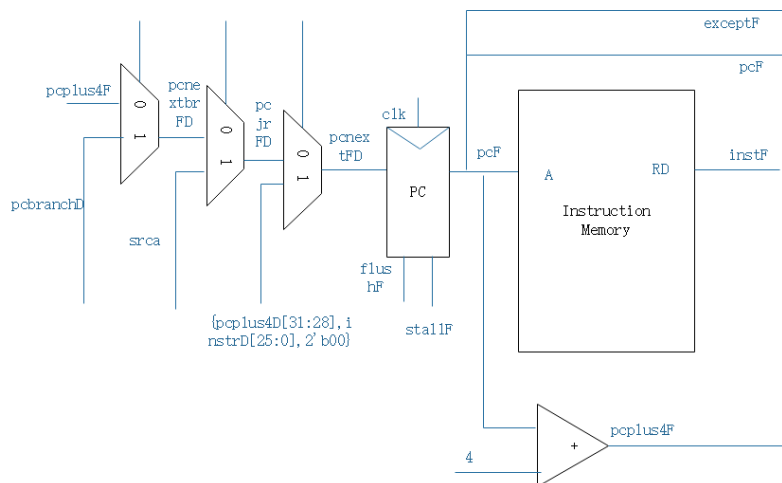 exceptF
pcF
pcplus4F
pcne
xtbr
FD
pc
jr
FD
0
1
0
1
0
1
clk
pcnex
tFD
pcF
PC
A
RD
instF
Instruction
Memory
pcbranchD
srca
flus
hF
stallF
{pcplus4D[31:28],i
nstrD[25:0],2'b00}
pcplus4F
+
4